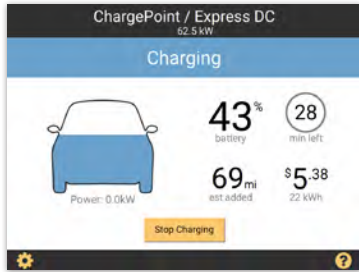 ChargePoint / Express DC
62.5 kW
Charging
43%
battery
28
min left
69mi
est added
$5.38
22 kWh
Power: 0.0kW
Stop Charging
?